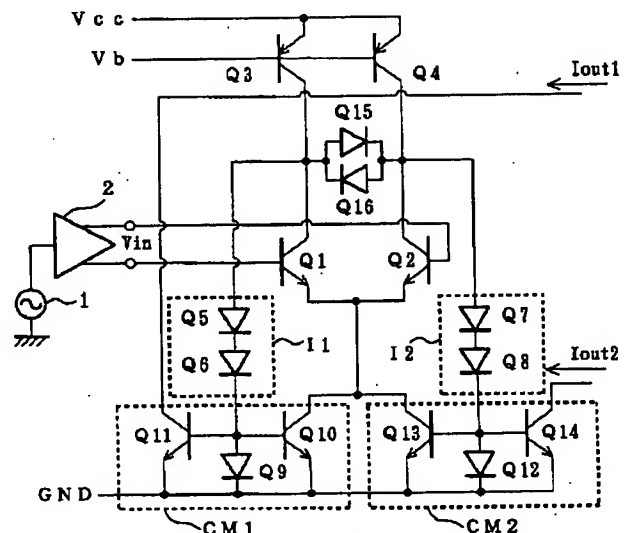 Vcc
Vb
Q3
Q4
Iout1
Q15
Q16
2
Vin
Q1
Q2
1
Q5
Q6
I1
I2
Q7
Q8
Iout2
Q11
Q10
Q13
Q14
Q9
Q12
GND
CM1
CM2